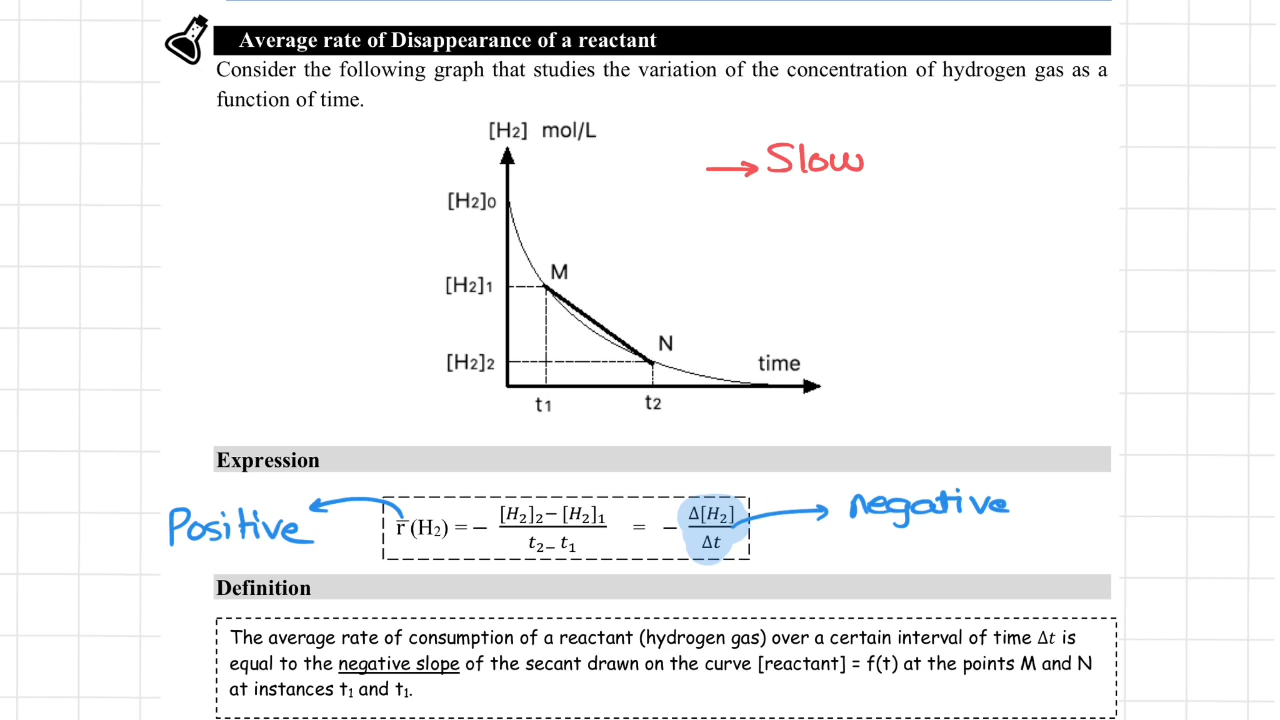 Average rate of Disappearance of a reactant
Consider the following graph that studies the variation of the concentration of hydrogen gas as a
function of time.
[H2] mol/L
→ Slow
[H2]0
M
[H2]1
N
[H2]2
time
t1 t2
Expression
Positive
r̅ (H₂) = − [H₂]₂− [H₂]₁ / t₂₋ t₁ = − Δ[H₂] / Δt
negative
Definition
The average rate of consumption of a reactant (hydrogen gas) over a certain interval of time Δt is
equal to the negative slope of the secant drawn on the curve [reactant] = f(t) at the points M and N
at instances t₁ and t₁.